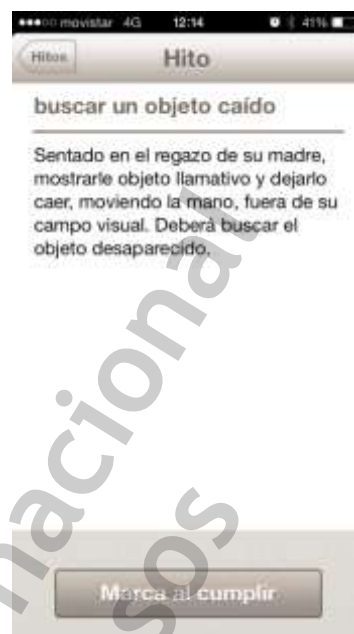 movistar 4G 12:14 41%
Hitos
Hito
buscar un objeto caído
Sentado en el regazo de su madre,
mostrarle objeto llamativo y dejarlo
caer, moviendo la mano, fuera de su
campo visual. Deberá buscar el
objeto desaparecido.
Marca al cumplir